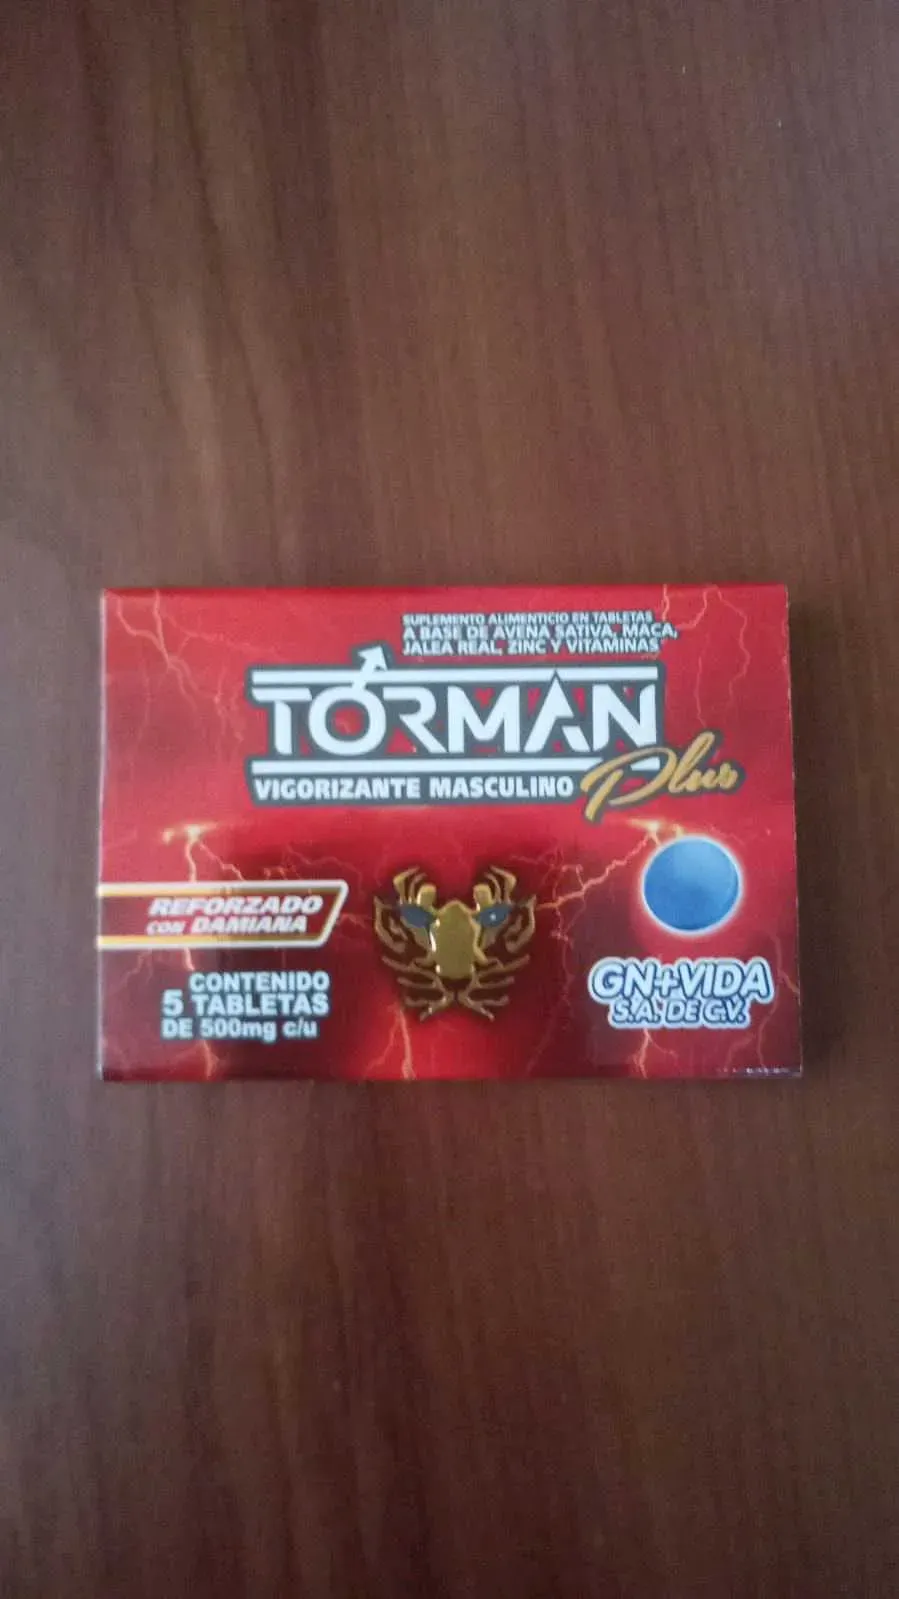 SUPLEMENTO ALIMENTICIO EN TABLETAS
A BASE DE AVENA SATIVA, MACA,
JALEA REAL, ZINC Y VITAMINAS
TORMAN
VIGORIZANTE MASCULINO Plus
REFORZADO
CON DAMIANA
CONTENIDO
5 TABLETAS
DE 500mg c/u
GN+VIDA
S.A. DE C.V.